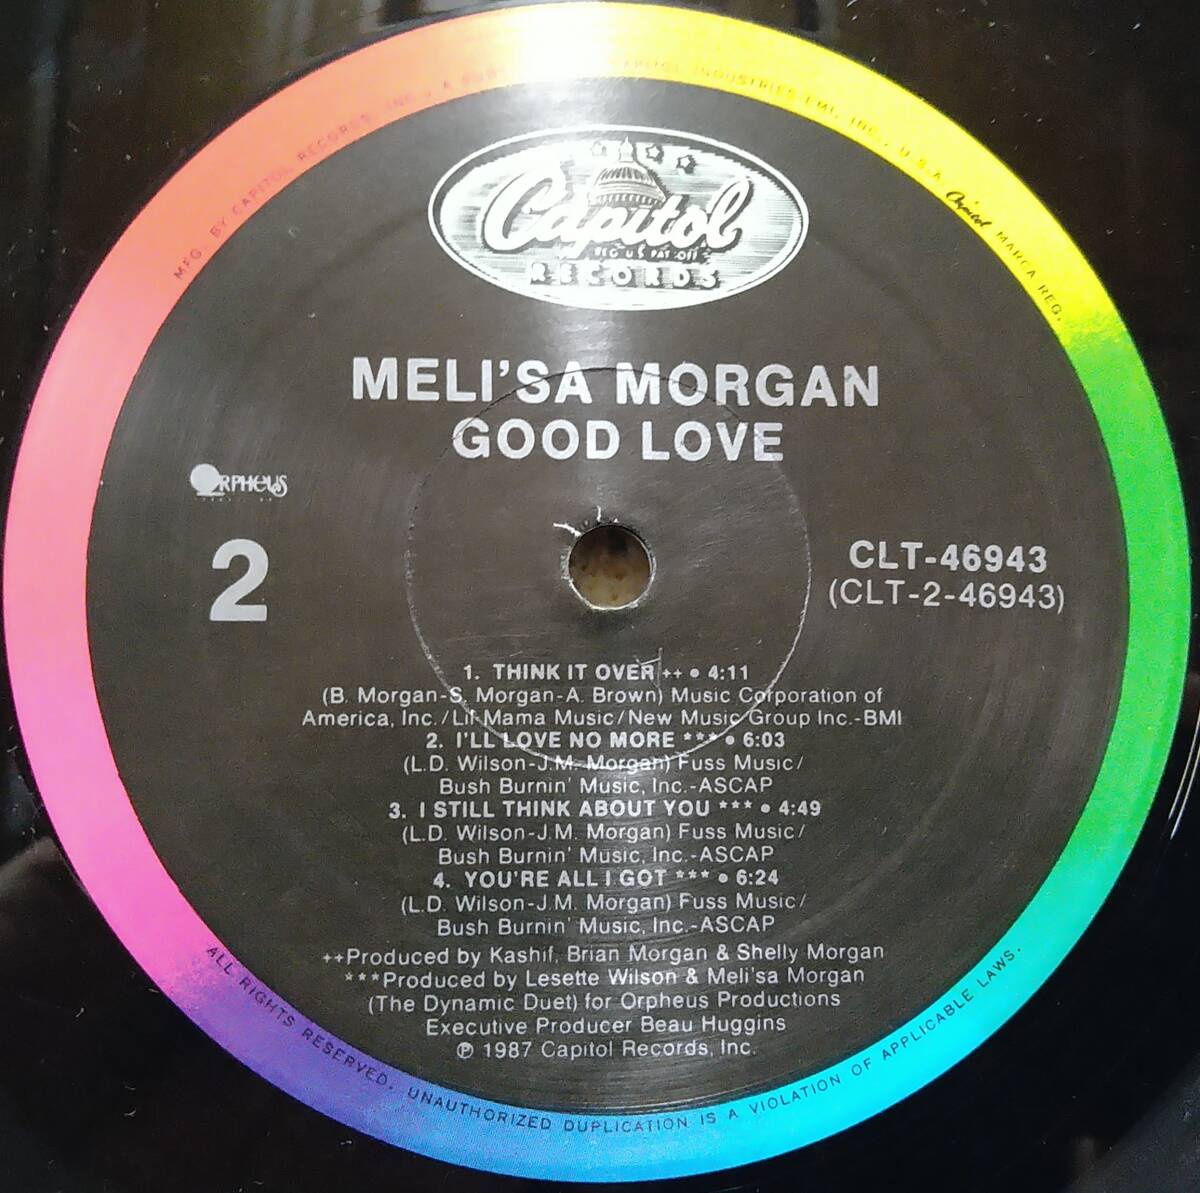 MFG. BY CAPITOL RECORDS, INC., A SUB CAPITOL INDUSTRIES-EMI, INC., U.S.A. Capitol MARCA REG.
Capitol
REG US PAT OFF
RECORDS
MELI'SA MORGAN
GOOD LOVE
ORPHEUS
2
CLT-46943
(CLT-2-46943)
1. THINK IT OVER ++ • 4:11
(B. Morgan-S. Morgan-A. Brown) Music Corporation of
America, Inc./Lil' Mama Music/New Music Group Inc.-BMI
2. I'LL LOVE NO MORE *** • 6:03
(L.D. Wilson-J.M. Morgan) Fuss Music/
Bush Burnin' Music, Inc.-ASCAP
3. I STILL THINK ABOUT YOU *** • 4:49
(L.D. Wilson-J.M. Morgan) Fuss Music/
Bush Burnin' Music, Inc.-ASCAP
4. YOU'RE ALL I GOT *** • 6:24
(L.D. Wilson-J.M. Morgan) Fuss Music/
Bush Burnin' Music, Inc.-ASCAP
++Produced by Kashif, Brian Morgan & Shelly Morgan
***Produced by Lesette Wilson & Meli'sa Morgan
(The Dynamic Duet) for Orpheus Productions
Executive Producer Beau Huggins
℗ 1987 Capitol Records, Inc.
ALL RIGHTS RESERVED. UNAUTHORIZED DUPLICATION IS A VIOLATION OF APPLICABLE LAWS.